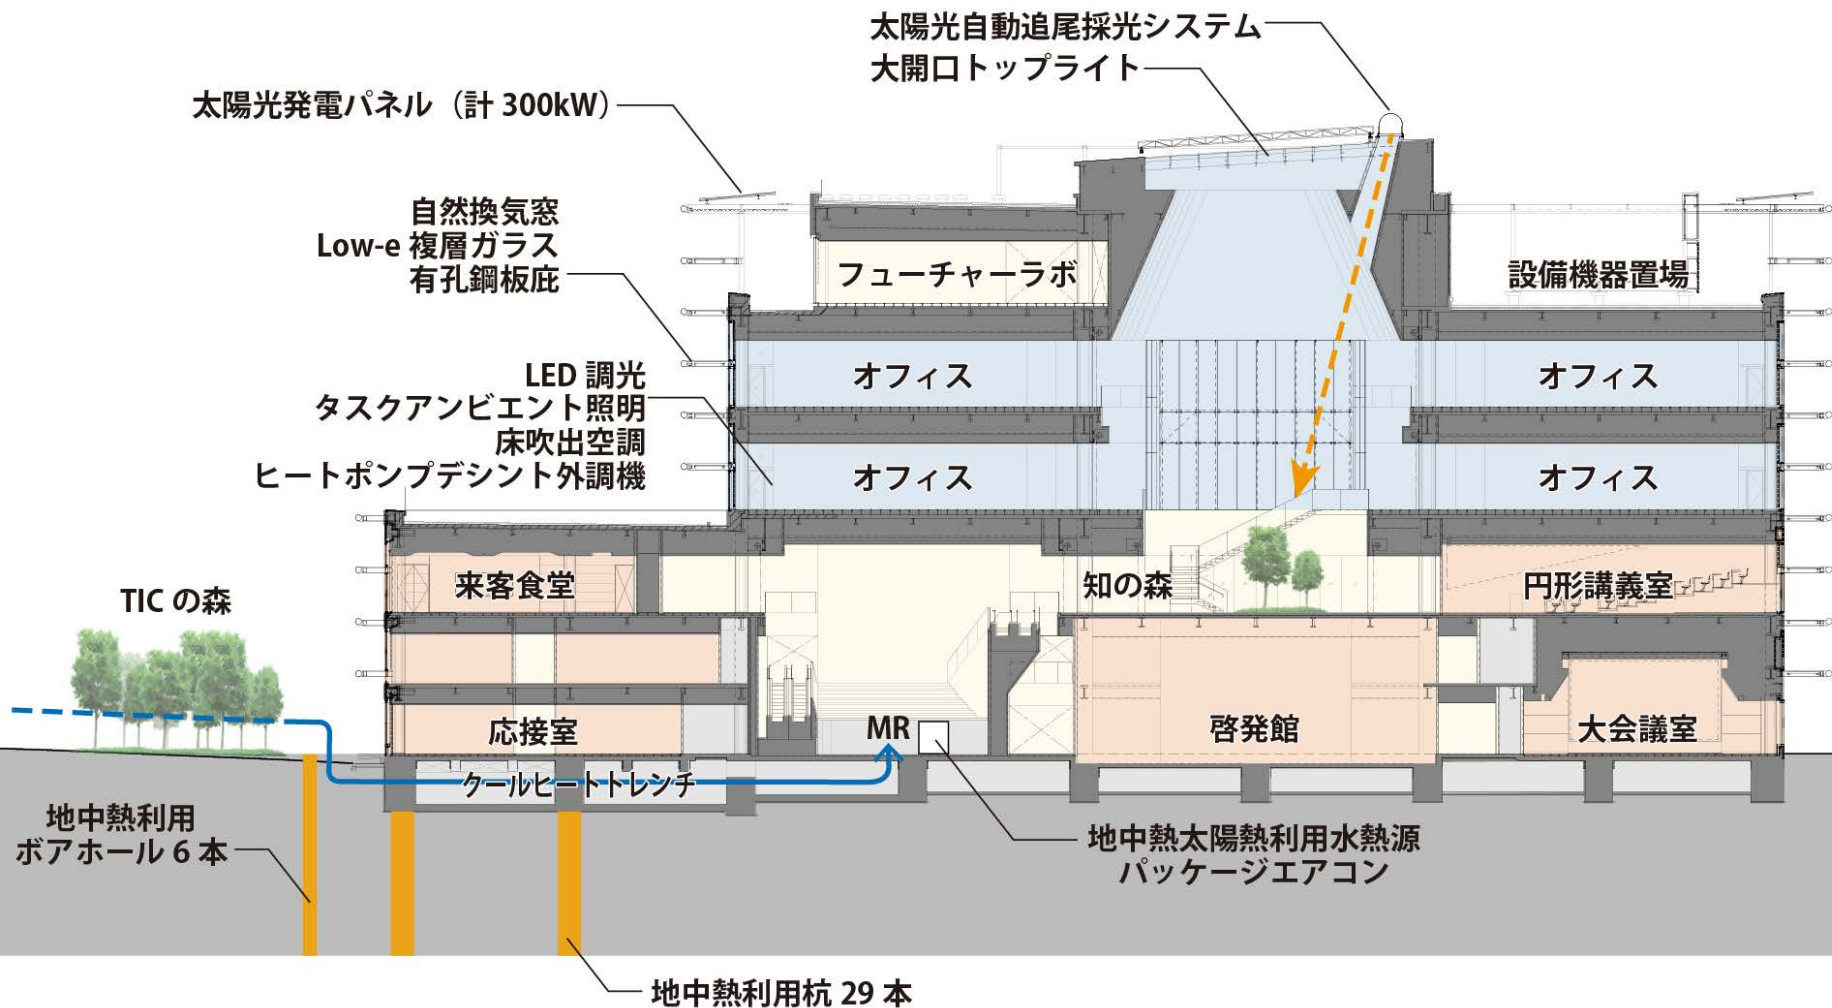 太陽光自動追尾採光システム
大開口トップライト
太陽光発電パネル（計 300kW）
自然換気窓
Low-e 複層ガラス
有孔鋼板庇
フューチャーラボ
設備機器置場
LED 調光
タスクアンビエント照明
床吹出空調
ヒートポンプデシント外調機
オフィス
オフィス
オフィス
オフィス
TIC の森
来客食堂
知の森
円形講義室
応接室
MR
啓発館
大会議室
クールヒートトレンチ
地中熱利用
ボアホール 6 本
地中熱太陽熱利用水熱源
パッケージエアコン
地中熱利用杭 29 本